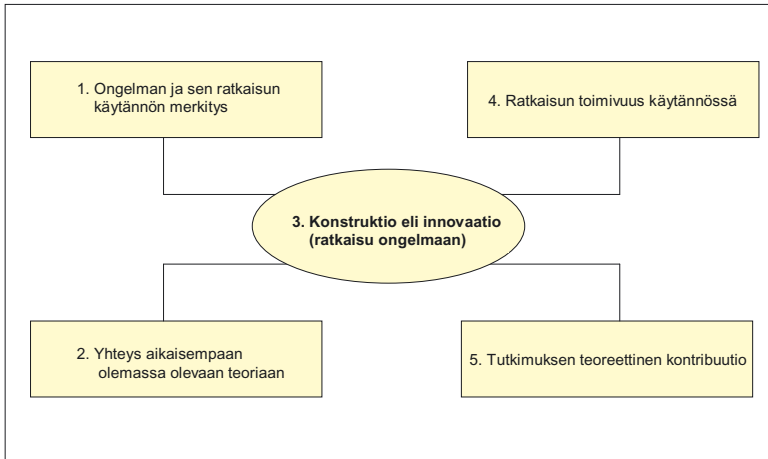 1. Ongelman ja sen ratkaisun
käytännön merkitys
4. Ratkaisun toimivuus käytännössä
3. Konstruktio eli innovaatio
(ratkaisu ongelmaan)
2. Yhteys aikaisempaan
olemassa olevaan teoriaan
5. Tutkimuksen teoreettinen kontribuutio